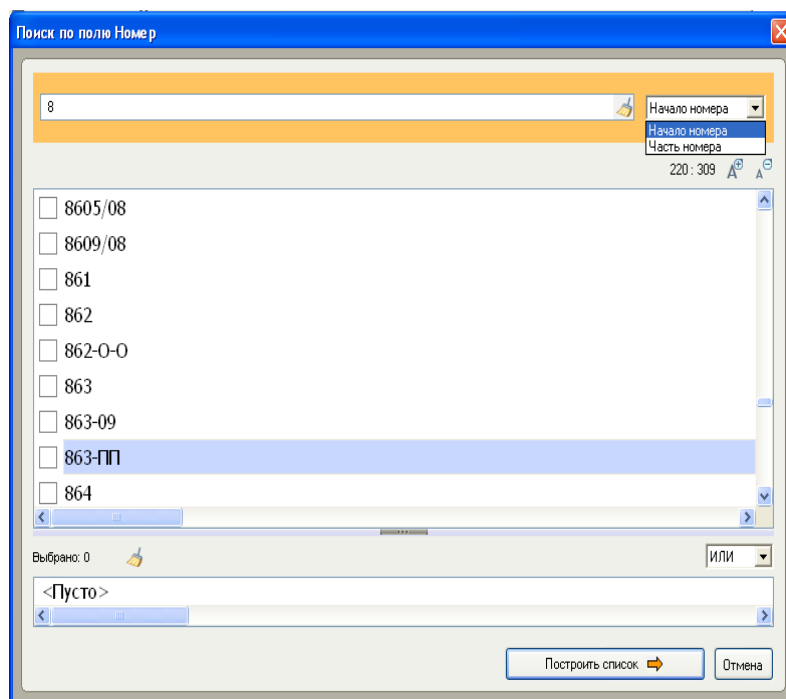 Поиск по полю Номер
8
Начало номера
Начало номера
Часть номера
220 : 309 A A
8605/08
8609/08
861
862
862-О-О
863
863-09
863-ПП
864
Выбрано: 0
ИЛИ
<Пусто>
Построить список
Отмена